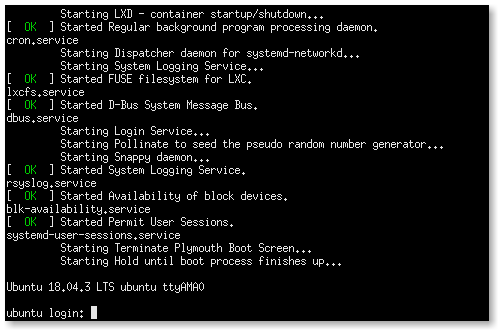 Starting LXD - container startup/shutdown...
[  OK  ] Started Regular background program processing daemon.
cron.service
Starting Dispatcher daemon for systemd-networkd...
Starting System Logging Service...
[  OK  ] Started FUSE filesystem for LXC.
lxcfs.service
[  OK  ] Started D-Bus System Message Bus.
dbus.service
Starting Login Service...
Starting Pollinate to seed the pseudo random number generator...
Starting Snappy daemon...
[  OK  ] Started System Logging Service.
rsyslog.service
[  OK  ] Started Availability of block devices.
blk-availability.service
[  OK  ] Started Permit User Sessions.
systemd-user-sessions.service
Starting Terminate Plymouth Boot Screen...
Starting Hold until boot process finishes up...
Ubuntu 18.04.3 LTS ubuntu ttyAMA0
ubuntu login: